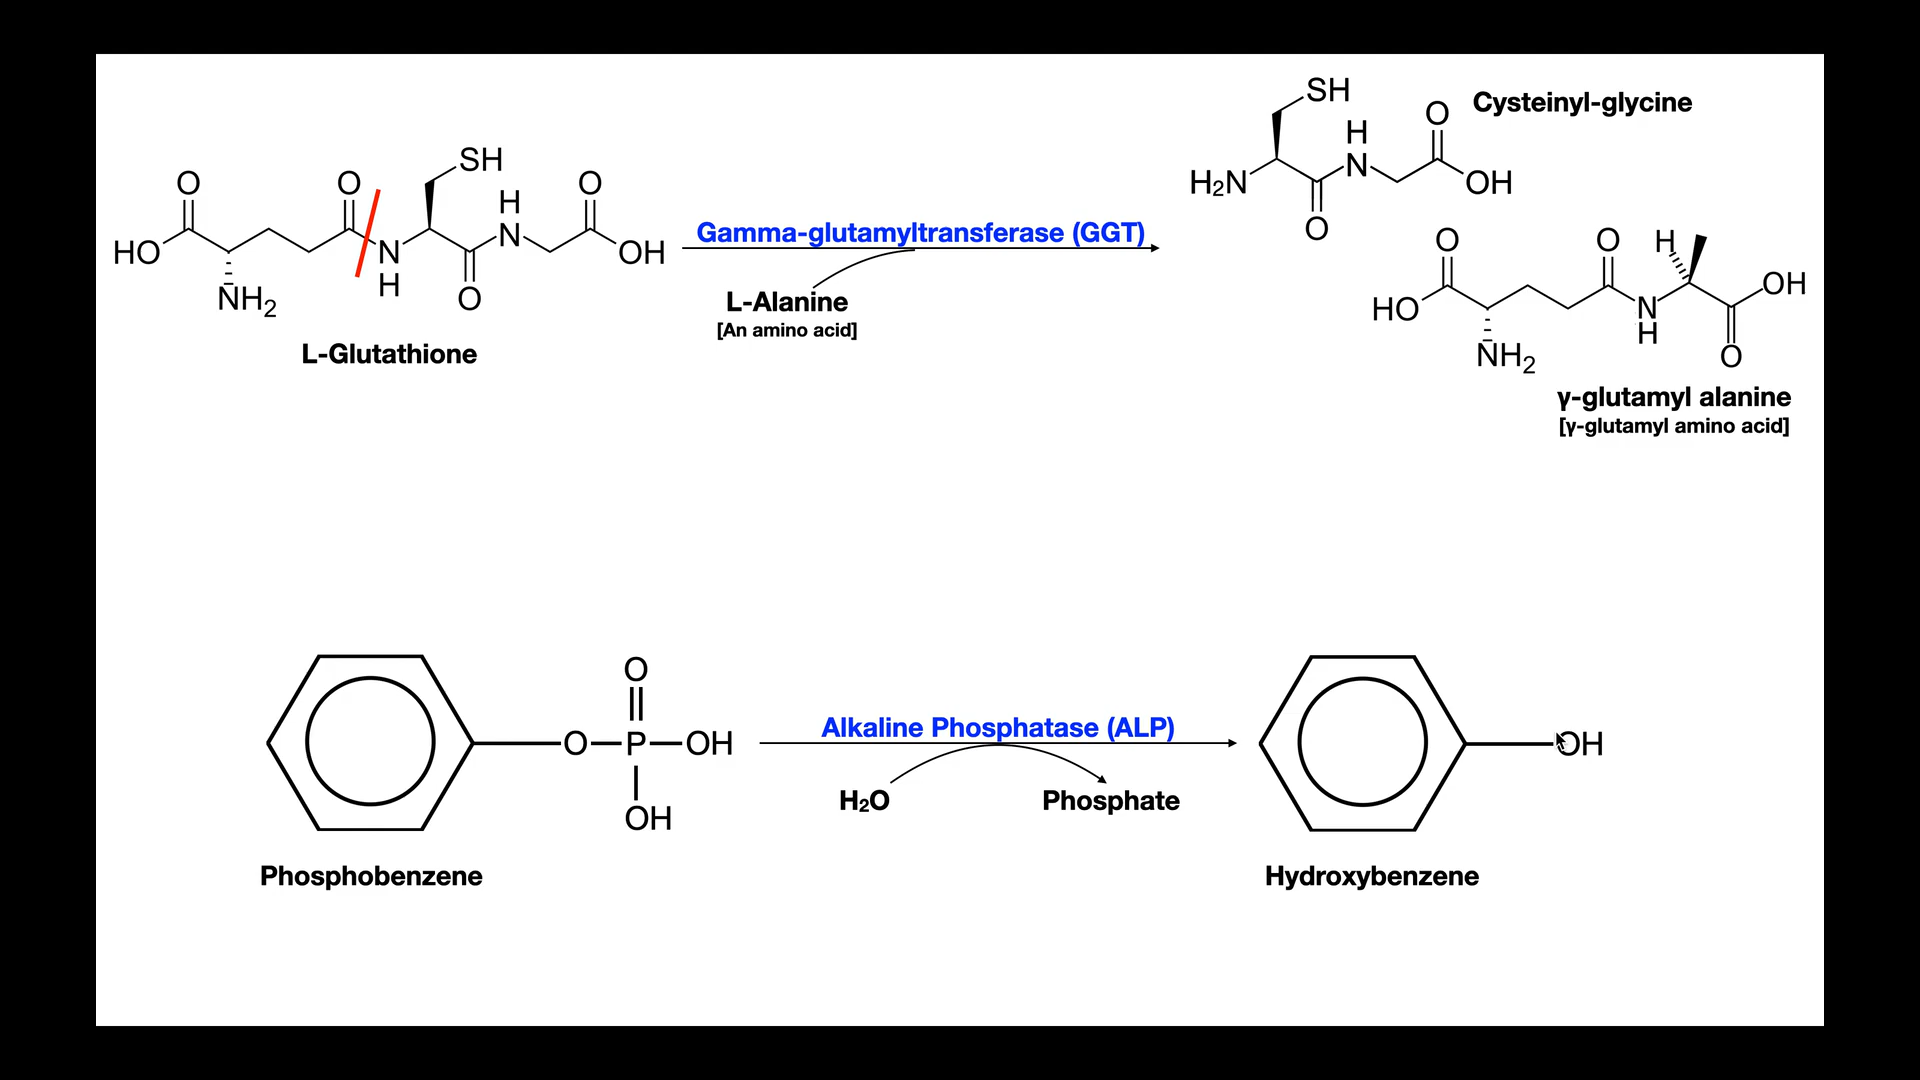 O
O
SH
H
N
O
HO
N
H
O
OH
NH₂
L-Glutathione
Gamma-glutamyltransferase (GGT)
L-Alanine
[An amino acid]
SH
Cysteinyl-glycine
O
H
N
H₂N
OH
O
O
O
H
OH
HO
N
H
NH₂
O
γ-glutamyl alanine
[γ-glutamyl amino acid]
O
O
P
OH
OH
Phosphobenzene
Alkaline Phosphatase (ALP)
H₂O
Phosphate
OH
Hydroxybenzene